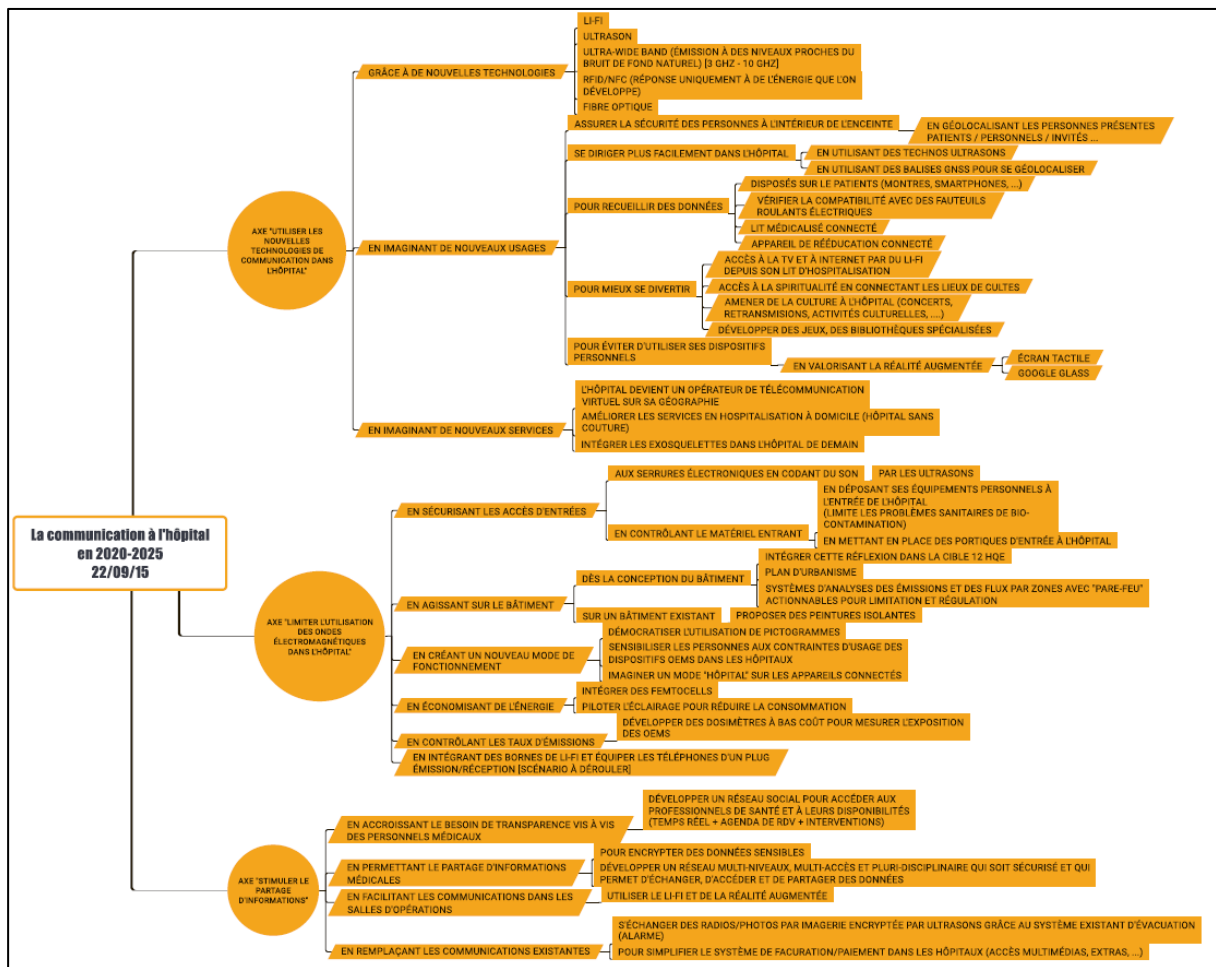 La communication à l'hôpital
en 2020-2025
22/09/15
AXE "UTILISER LES
NOUVELLES
TECHNOLOGIES DE
COMMUNICATION DANS
L'HÔPITAL"
GRÂCE À DE NOUVELLES TECHNOLOGIES
LI-FI
ULTRASON
ULTRA-WIDE BAND (ÉMISSION À DES NIVEAUX PROCHES DU
BRUIT DE FOND NATUREL) [3 GHZ - 10 GHZ]
RFID/NFC (RÉPONSE UNIQUEMENT À DE L'ÉNERGIE QUE L'ON
DÉVELOPPE)
FIBRE OPTIQUE
EN IMAGINANT DE NOUVEAUX USAGES
ASSURER LA SÉCURITÉ DES PERSONNES À L'INTÉRIEUR DE L'ENCEINTE
EN GÉOLOCALISANT LES PERSONNES PRÉSENTES
PATIENTS / PERSONNELS / INVITÉS ...
SE DIRIGER PLUS FACILEMENT DANS L'HÔPITAL
EN UTILISANT DES TECHNOS ULTRASONS
EN UTILISANT DES BALISES GNSS POUR SE GÉOLOCALISER
POUR RECUEILLIR DES DONNÉES
DISPOSÉS SUR LE PATIENTS (MONTRES, SMARTPHONES, ...)
VÉRIFIER LA COMPATIBILITÉ AVEC DES FAUTEUILS
ROULANTS ÉLECTRIQUES
LIT MÉDICALISÉ CONNECTÉ
APPAREIL DE RÉÉDUCATION CONNECTÉ
POUR MIEUX SE DIVERTIR
ACCÈS À LA TV ET À INTERNET PAR DU LI-FI
DEPUIS SON LIT D'HOSPITALISATION
ACCÈS À LA SPIRITUALITÉ EN CONNECTANT LES LIEUX DE CULTES
AMENER DE LA CULTURE À L'HÔPITAL (CONCERTS,
RETRANSMISIONS, ACTIVITÉS CULTURELLES, ....)
DÉVELOPPER DES JEUX, DES BIBLIOTHÈQUES SPÉCIALISÉES
POUR ÉVITER D'UTILISER SES DISPOSITIFS
PERSONNELS
EN VALORISANT LA RÉALITÉ AUGMENTÉE
ÉCRAN TACTILE
GOOGLE GLASS
EN IMAGINANT DE NOUVEAUX SERVICES
L'HÔPITAL DEVIENT UN OPÉRATEUR DE TÉLÉCOMMUNICATION
VIRTUEL SUR SA GÉOGRAPHIE
AMÉLIORER LES SERVICES EN HOSPITALISATION À DOMICILE (HÔPITAL SANS
COUTURE)
INTÉGRER LES EXOSQUELETTES DANS L'HÔPITAL DE DEMAIN
AXE "LIMITER L'UTILISATION
DES ONDES
ÉLECTROMAGNÉTIQUES
DANS L'HÔPITAL"
EN SÉCURISANT LES ACCÈS D'ENTRÉES
AUX SERRURES ÉLECTRONIQUES EN CODANT DU SON
PAR LES ULTRASONS
EN CONTRÔLANT LE MATÉRIEL ENTRANT
EN DÉPOSANT SES ÉQUIPEMENTS PERSONNELS À
L'ENTRÉE DE L'HÔPITAL
(LIMITE LES PROBLÈMES SANITAIRES DE BIO-
CONTAMINATION)
EN METTANT EN PLACE DES PORTIQUES D'ENTRÉE À L'HÔPITAL
EN AGISSANT SUR LE BÂTIMENT
DÈS LA CONCEPTION DU BÂTIMENT
INTÉGRER CETTE RÉFLEXION DANS LA CIBLE 12 HQE
PLAN D'URBANISME
SYSTÈMES D'ANALYSES DES ÉMISSIONS ET DES FLUX PAR ZONES AVEC "PARE-FEU"
ACTIONNABLES POUR LIMITATION ET RÉGULATION
SUR UN BÂTIMENT EXISTANT
PROPOSER DES PEINTURES ISOLANTES
EN CRÉANT UN NOUVEAU MODE DE
FONCTIONNEMENT
DÉMOCRATISER L'UTILISATION DE PICTOGRAMMES
SENSIBILISER LES PERSONNES AUX CONTRAINTES D'USAGE DES
DISPOSITIFS OEMS DANS LES HÔPITAUX
IMAGINER UN MODE "HÔPITAL" SUR LES APPAREILS CONNECTÉS
EN ÉCONOMISANT DE L'ÉNERGIE
INTÉGRER DES FEMTOCELLS
PILOTER L'ÉCLAIRAGE POUR RÉDUIRE LA CONSOMMATION
EN CONTRÔLANT LES TAUX D'ÉMISSIONS
DÉVELOPPER DES DOSIMÈTRES À BAS COÛT POUR MESURER L'EXPOSITION
DES OEMS
EN INTÉGRANT DES BORNES DE LI-FI ET ÉQUIPER LES TÉLÉPHONES D'UN PLUG
ÉMISSION/RÉCEPTION [SCÉNARIO À DÉROULER]
AXE "STIMULER LE
PARTAGE
D'INFORMATIONS"
EN ACCROISSANT LE BESOIN DE TRANSPARENCE VIS À VIS
DES PERSONNELS MÉDICAUX
DÉVELOPPER UN RÉSEAU SOCIAL POUR ACCÉDER AUX
PROFESSIONNELS DE SANTÉ ET À LEURS DISPONIBILITÉS
(TEMPS RÉEL + AGENDA DE RDV + INTERVENTIONS)
EN PERMETTANT LE PARTAGE D'INFORMATIONS
MÉDICALES
POUR ENCRYPTER DES DONNÉES SENSIBLES
DÉVELOPPER UN RÉSEAU MULTI-NIVEAUX, MULTI-ACCÈS ET PLURI-DISCIPLINAIRE QUI SOIT SÉCURISÉ ET QUI
PERMET D'ÉCHANGER, D'ACCÉDER ET DE PARTAGER DES DONNÉES
EN FACILITANT LES COMMUNICATIONS DANS LES
SALLES D'OPÉRATIONS
UTILISER LE LI-FI ET DE LA RÉALITÉ AUGMENTÉE
EN REMPLAÇANT LES COMMUNICATIONS EXISTANTES
S'ÉCHANGER DES RADIOS/PHOTOS PAR IMAGERIE ENCRYPTÉE PAR ULTRASONS GRÂCE AU SYSTÈME EXISTANT D'ÉVACUATION
(ALARME)
POUR SIMPLIFIER LE SYSTÈME DE FACURATION/PAIEMENT DANS LES HÔPITAUX (ACCÈS MULTIMÉDIAS, EXTRAS, ...)